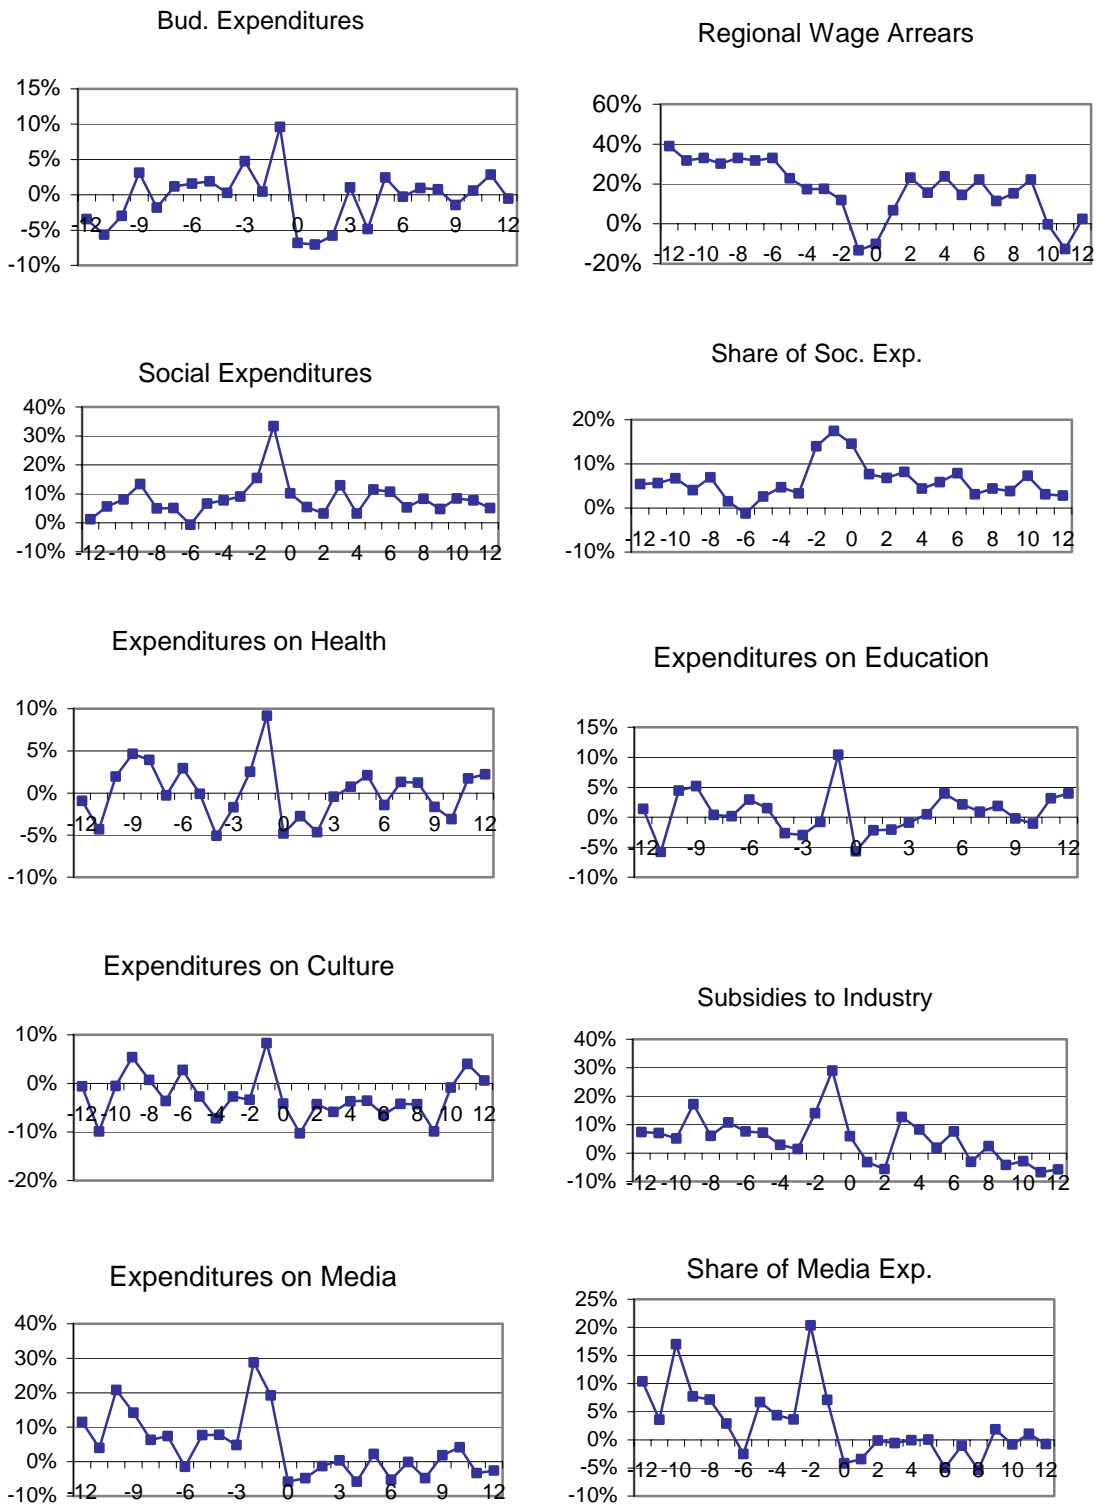 Bud. Expenditures
15%
10%
5%
0%
-5%
-10%
-12 -9 -6 -3 0 3 6 9 12
Regional Wage Arrears
60%
40%
20%
0%
-20%
-12 -10 -8 -6 -4 -2 0 2 4 6 8 10 12
Social Expenditures
40%
30%
20%
10%
0%
-10%
-12 -10 -8 -6 -4 -2 0 2 4 6 8 10 12
Share of Soc. Exp.
20%
10%
0%
-10%
-12 -10 -8 -6 -4 -2 0 2 4 6 8 10 12
Expenditures on Health
10%
5%
0%
-5%
-10%
-12 -9 -6 -3 0 3 6 9 12
Expenditures on Education
15%
10%
5%
0%
-5%
-10%
-12 -9 -6 -3 0 3 6 9 12
Expenditures on Culture
10%
0%
-10%
-20%
-12 -10 -8 -6 -4 -2 0 2 4 6 8 10 12
Subsidies to Industry
40%
30%
20%
10%
0%
-10%
-12 -10 -8 -6 -4 -2 0 2 4 6 8 10 12
Expenditures on Media
40%
30%
20%
10%
0%
-10%
-12 -9 -6 -3 0 3 6 9 12
Share of Media Exp.
25%
20%
15%
10%
5%
0%
-5%
-10%
-12 -10 -8 -6 -4 -2 0 2 4 6 8 10 12